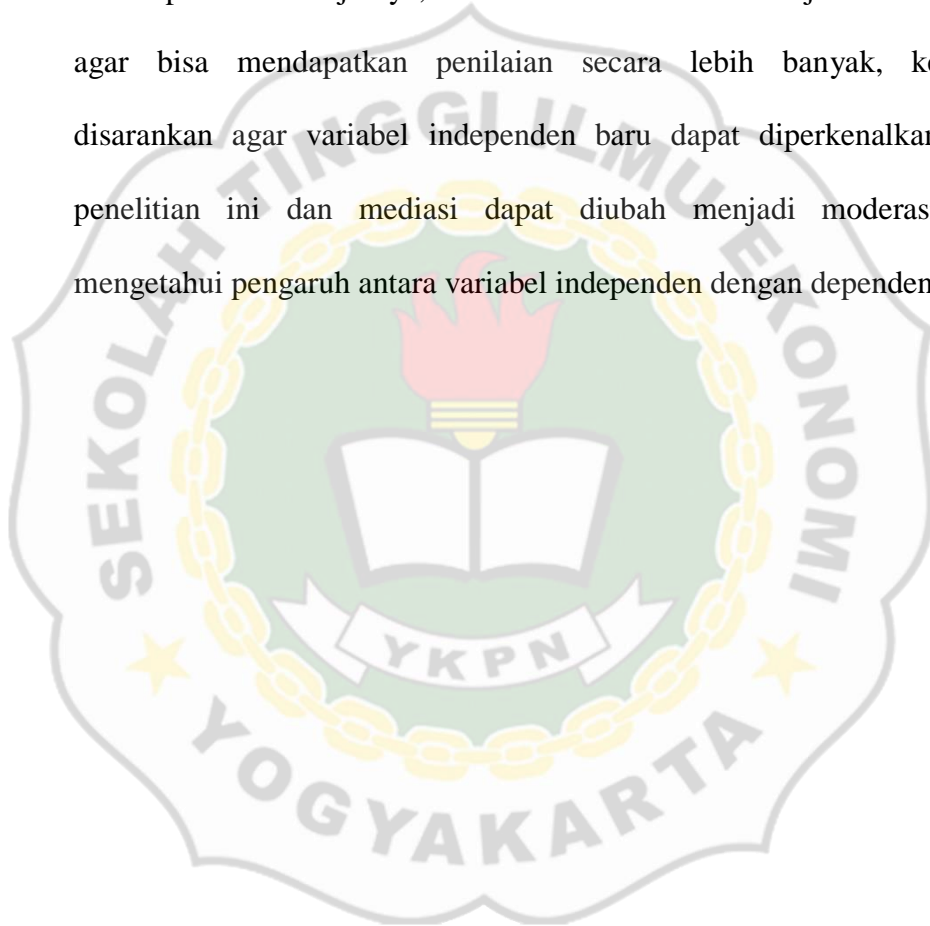 agar bisa mendapatkan penilaian secara lebih banyak,
disarankan agar variabel independen baru dapat diperkenalkan
penelitian ini dan mediasi dapat diubah menjadi
mengetahui pengaruh antara variabel independen dengan dependen
SEKOLAH TINGGI ILMU EKONOMI
YKPN
YOGYAKARTA